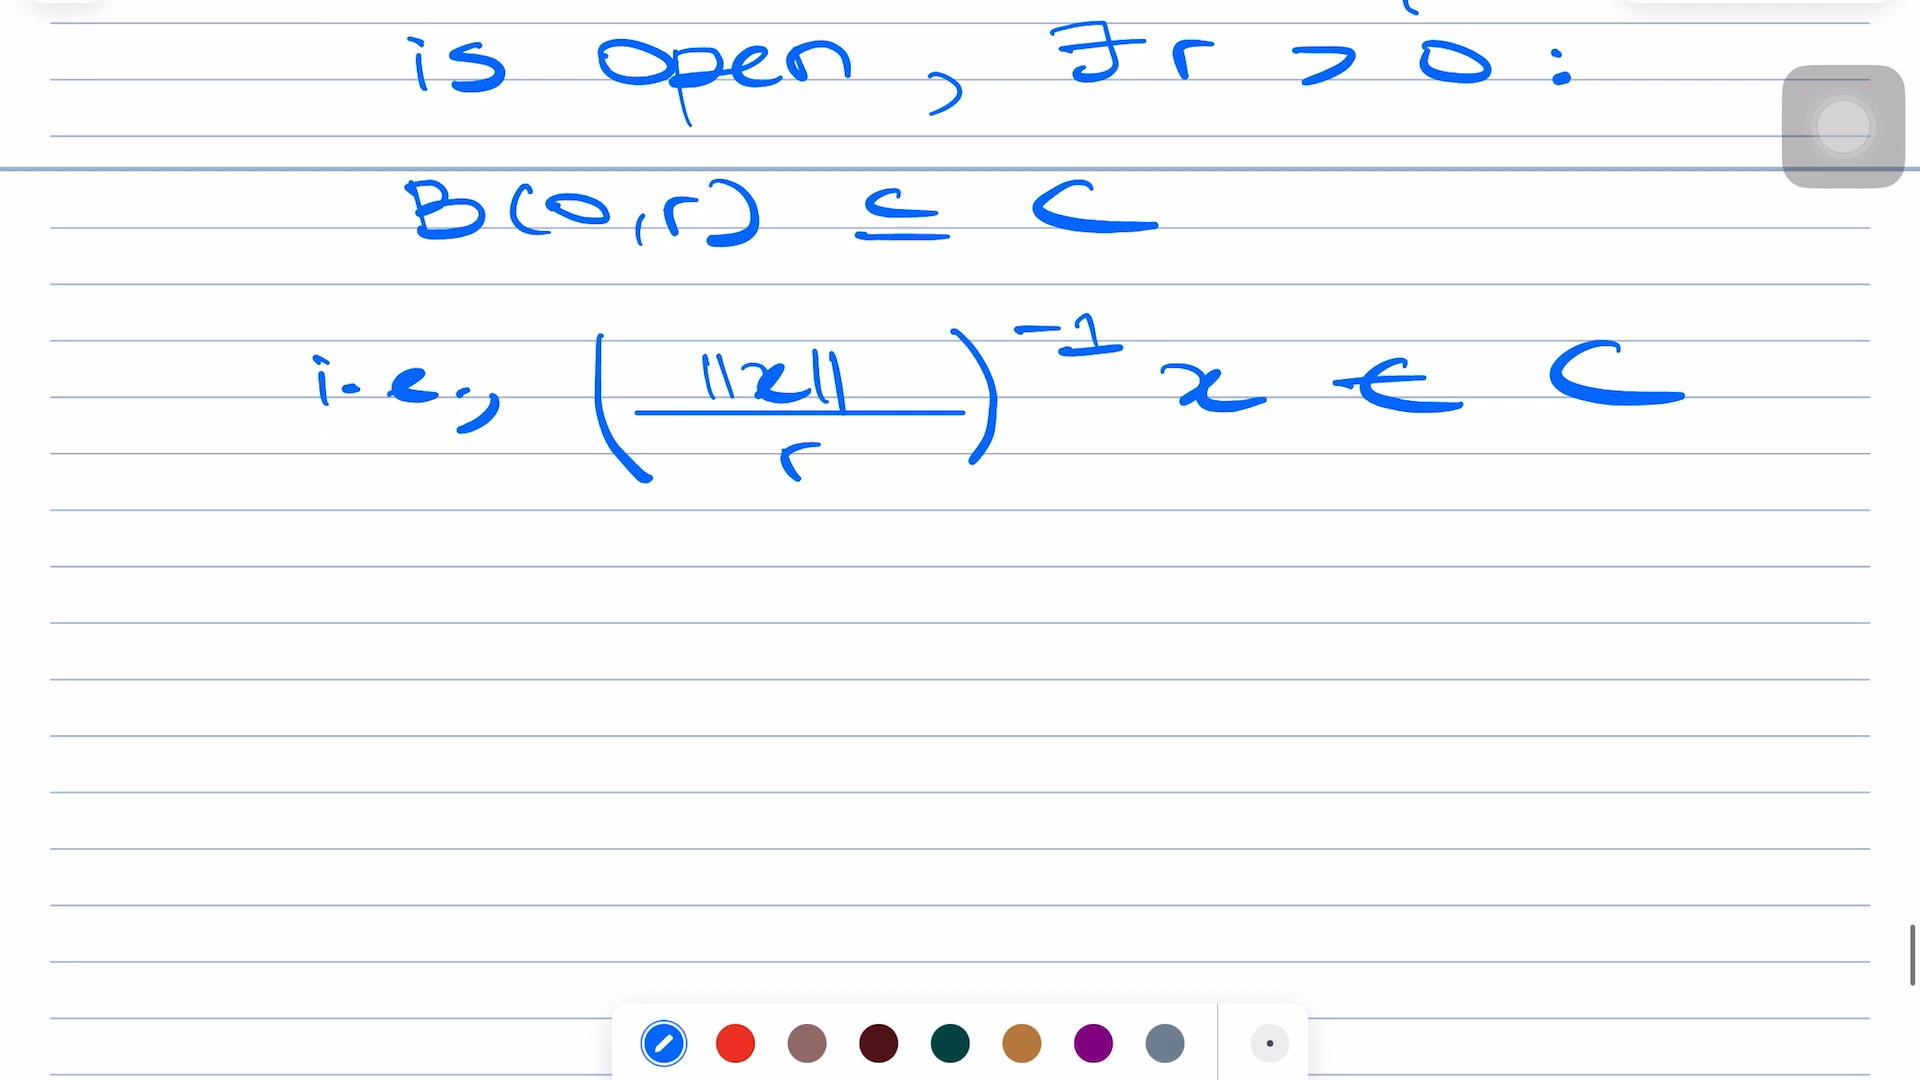 is open, ∃r > 0 :
B(0,r) ⊆ C
i.e., (||x||/r)⁻¹ x ∈ C